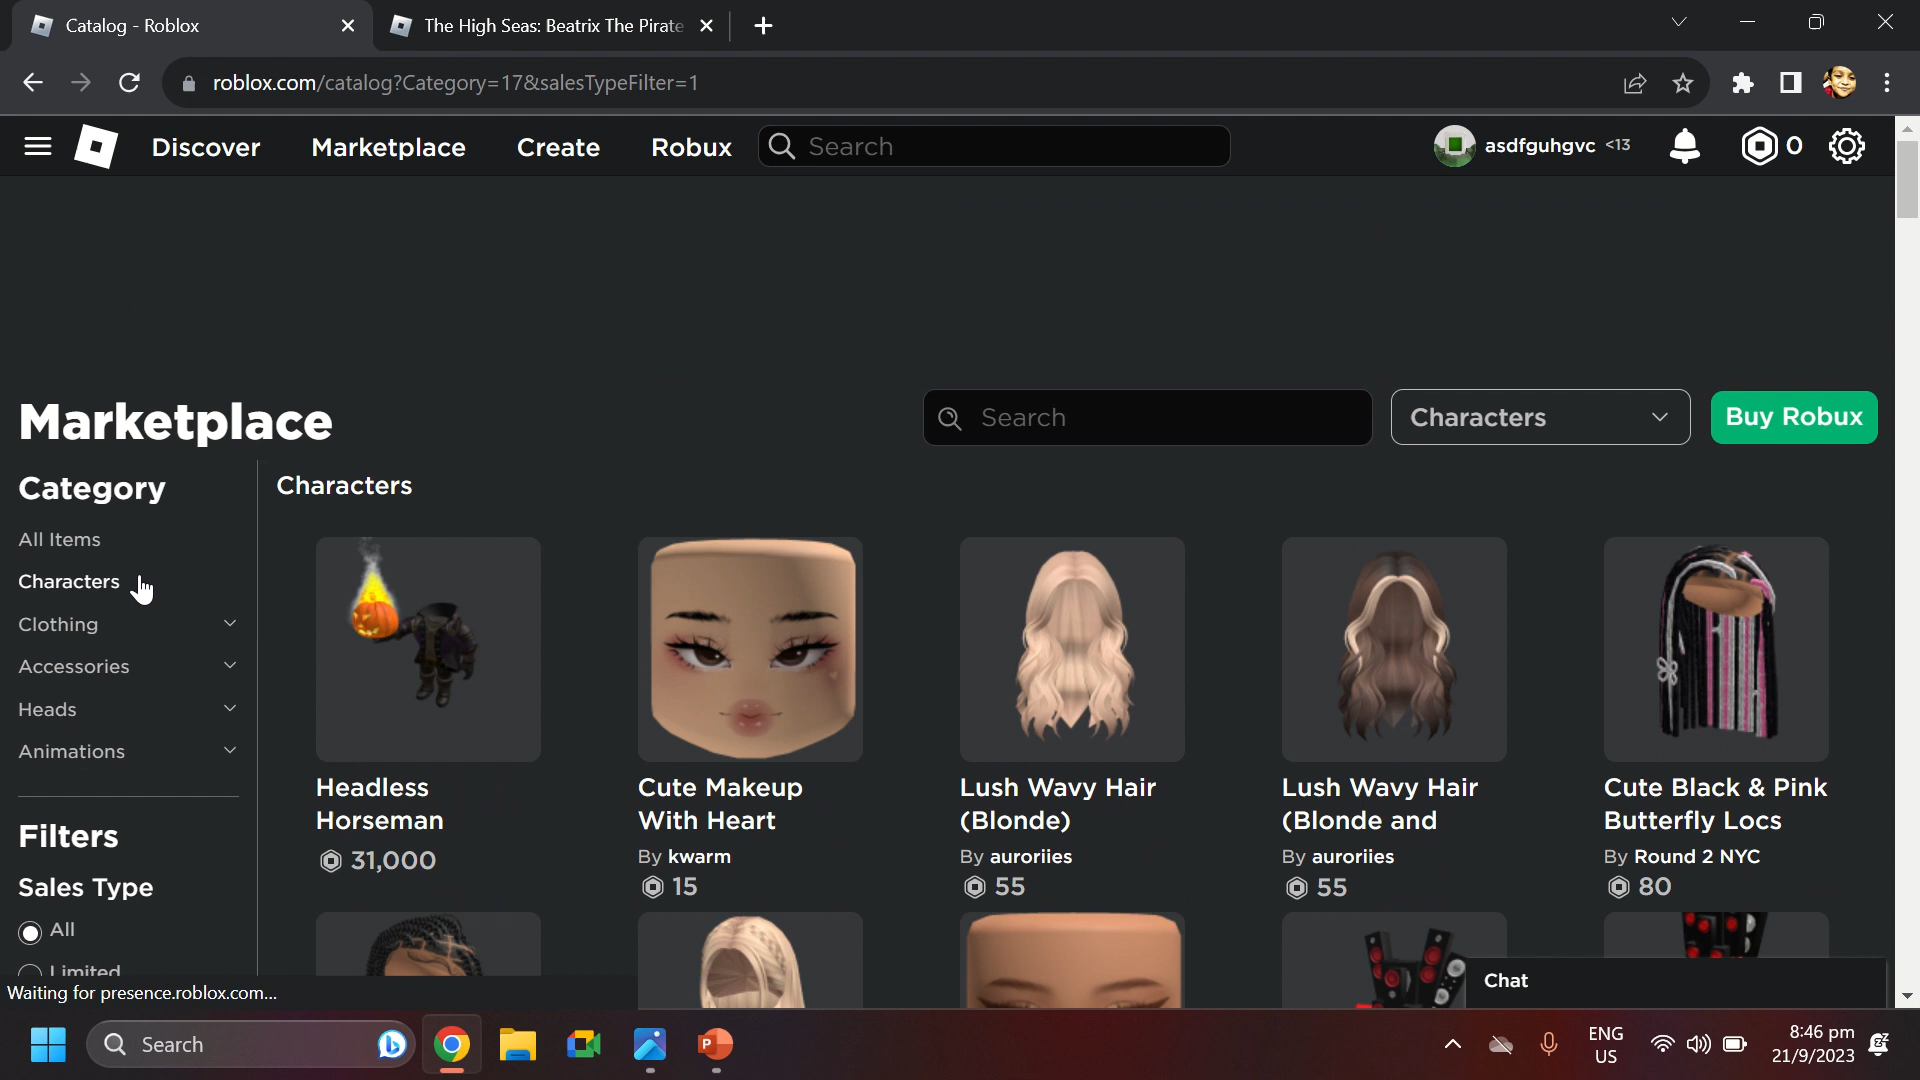 Catalog - Roblox
The High Seas: Beatrix The Pirate
roblox.com/catalog?Category=17&salesTypeFilter=1
Discover
Marketplace
Create
Robux
Search
asdfguhgvc <13
0
Marketplace
Search
Characters
Buy Robux
Category
All Items
Characters
Clothing
Accessories
Heads
Animations
Filters
Sales Type
All
Limited
Characters
Headless
Horseman
31,000
Cute Makeup
With Heart
By kwarm
15
Lush Wavy Hair
(Blonde)
By auroriies
55
Lush Wavy Hair
(Blonde and
By auroriies
55
Cute Black & Pink
Butterfly Locs
By Round 2 NYC
80
Chat
Waiting for presence.roblox.com...
Search
P
ENG
US
8:46 pm
21/9/2023